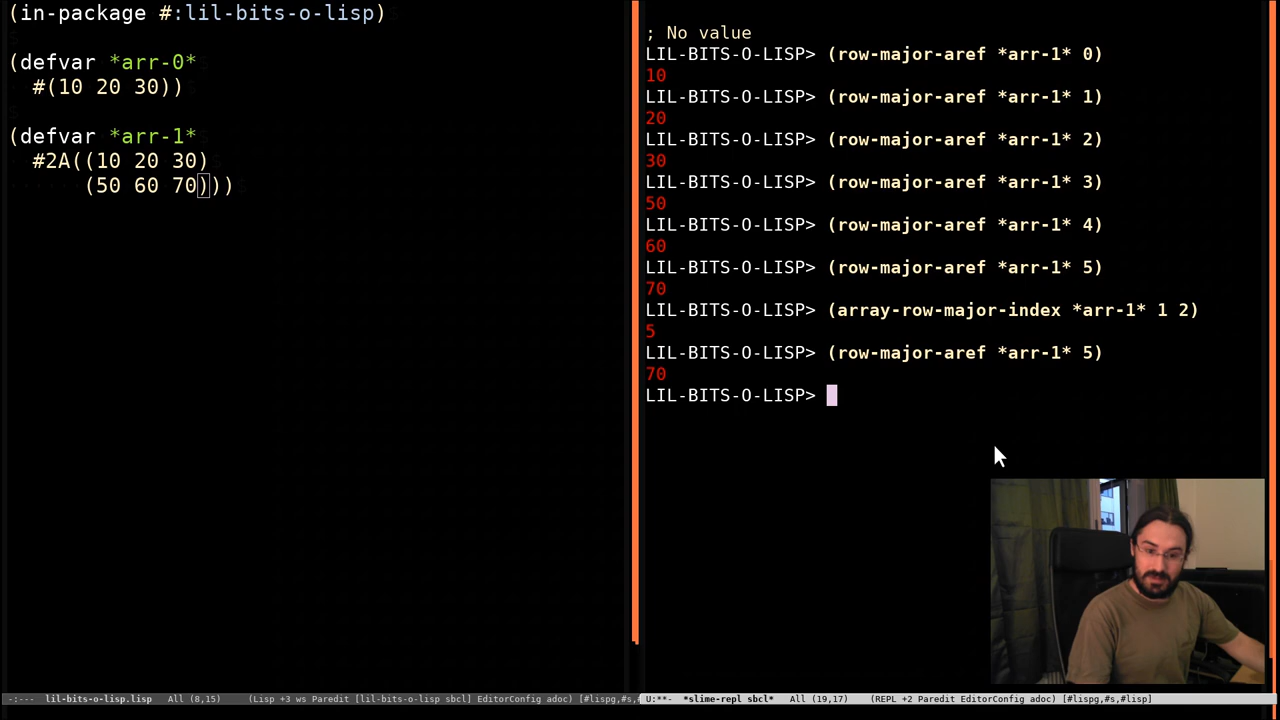 (in-package #:lil-bits-o-lisp)
(defvar *arr-0*
#(10 20 30))
(defvar *arr-1*
#2A((10 20 30)
(50 60 70)))
-:--- lil-bits-o-lisp.lisp All (8,15) (Lisp +3 ws Paredit [lil-bits-o-lisp sbcl] EditorConfig adoc) [#lispg,#s,#
; No value
LIL-BITS-O-LISP> (row-major-aref *arr-1* 0)
10
LIL-BITS-O-LISP> (row-major-aref *arr-1* 1)
20
LIL-BITS-O-LISP> (row-major-aref *arr-1* 2)
30
LIL-BITS-O-LISP> (row-major-aref *arr-1* 3)
50
LIL-BITS-O-LISP> (row-major-aref *arr-1* 4)
60
LIL-BITS-O-LISP> (row-major-aref *arr-1* 5)
70
LIL-BITS-O-LISP> (array-row-major-index *arr-1* 1 2)
5
LIL-BITS-O-LISP> (row-major-aref *arr-1* 5)
70
LIL-BITS-O-LISP>
U:**- *slime-repl sbcl* All (19,17) (REPL +2 Paredit EditorConfig adoc) [#lispg,#s,#lisp]